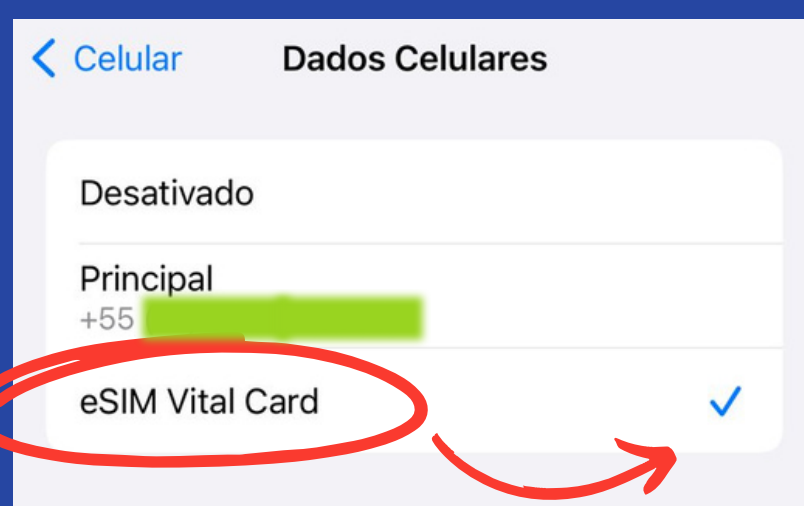 Celular
Dados Celulares
Desativado
Principal
+55
eSIM Vital Card